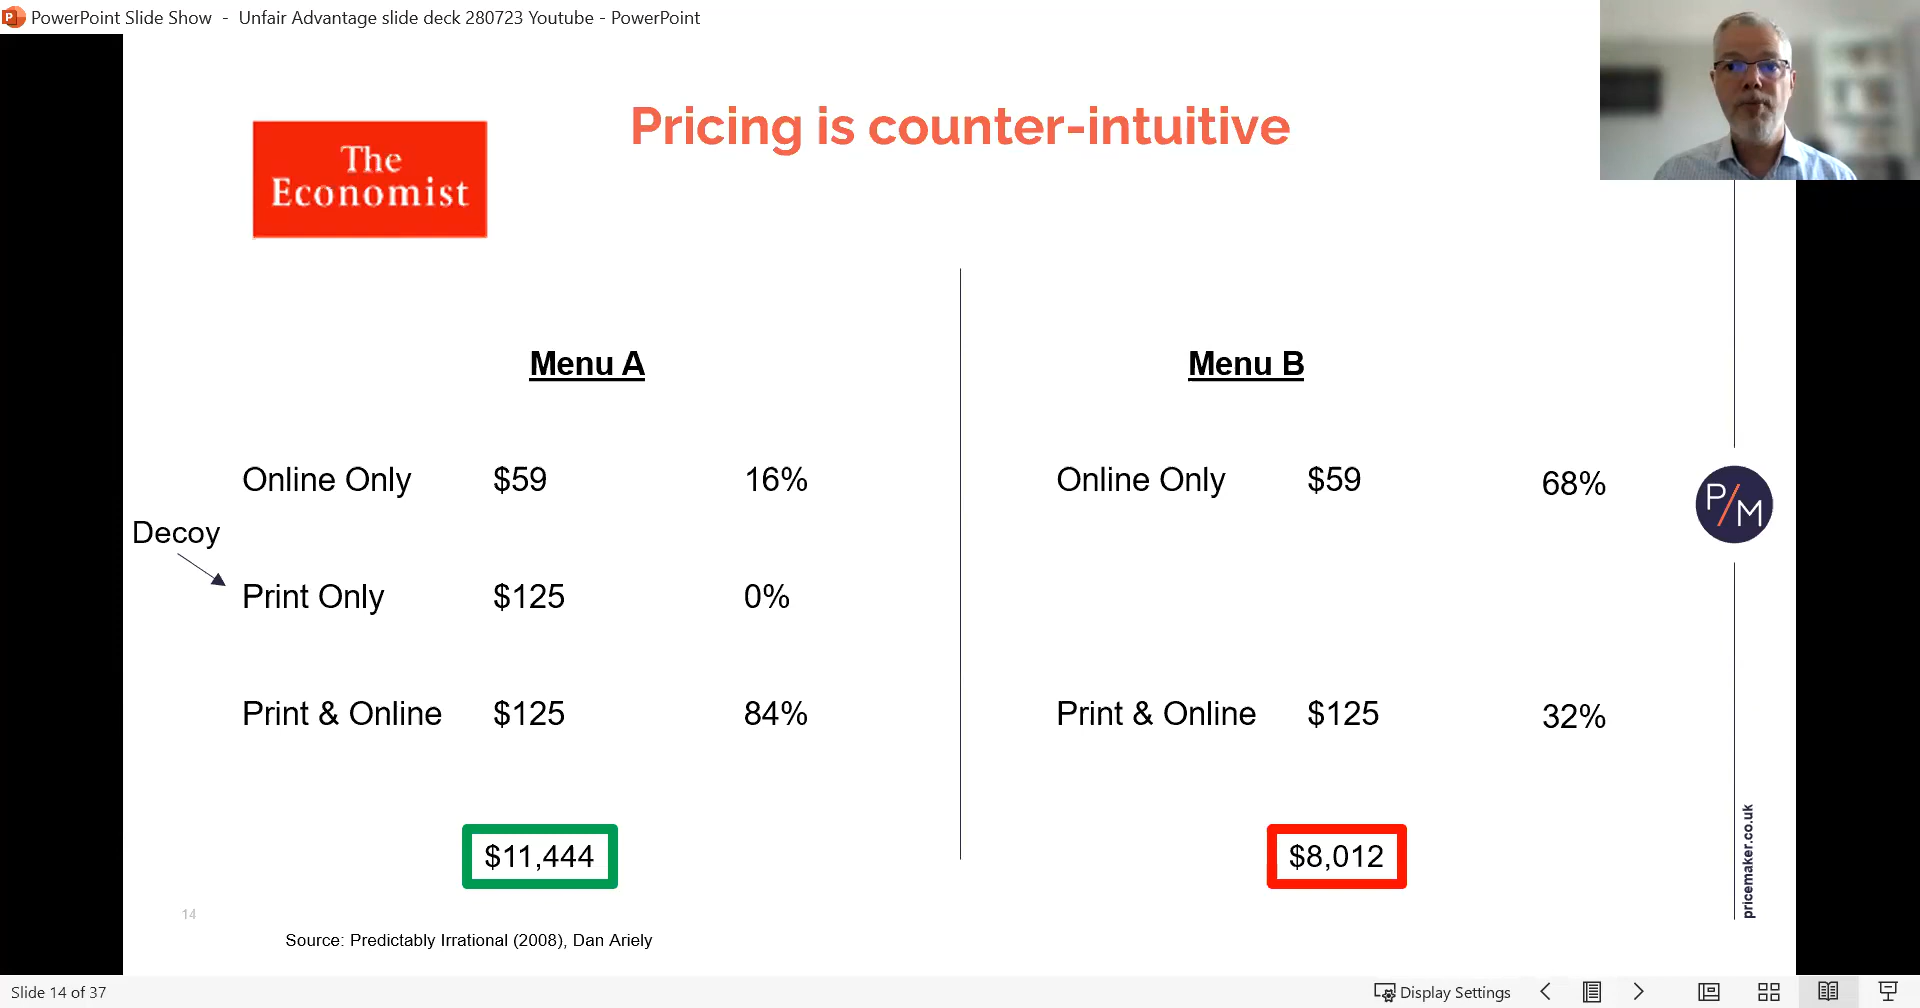 PowerPoint Slide Show - Unfair Advantage slide deck 280723 Youtube - PowerPoint
Pricing is counter-intuitive
The
Economist
Menu A
Menu B
Online Only $59 16%
Online Only $59 68%
Decoy
Print Only $125 0%
Print & Online $125 84%
Print & Online $125 32%
$11,444
$8,012
P/M
pricemaker.co.uk
14
Source: Predictably Irrational (2008), Dan Ariely
Slide 14 of 37
Display Settings